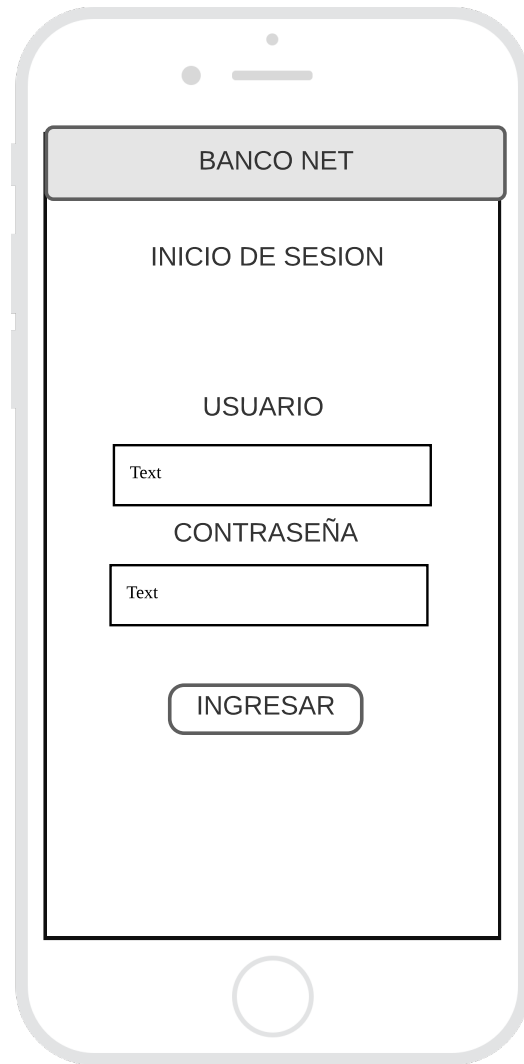 BANCO NET
INICIO DE SESION
USUARIO
Text
CONTRASEÑA
Text
INGRESAR